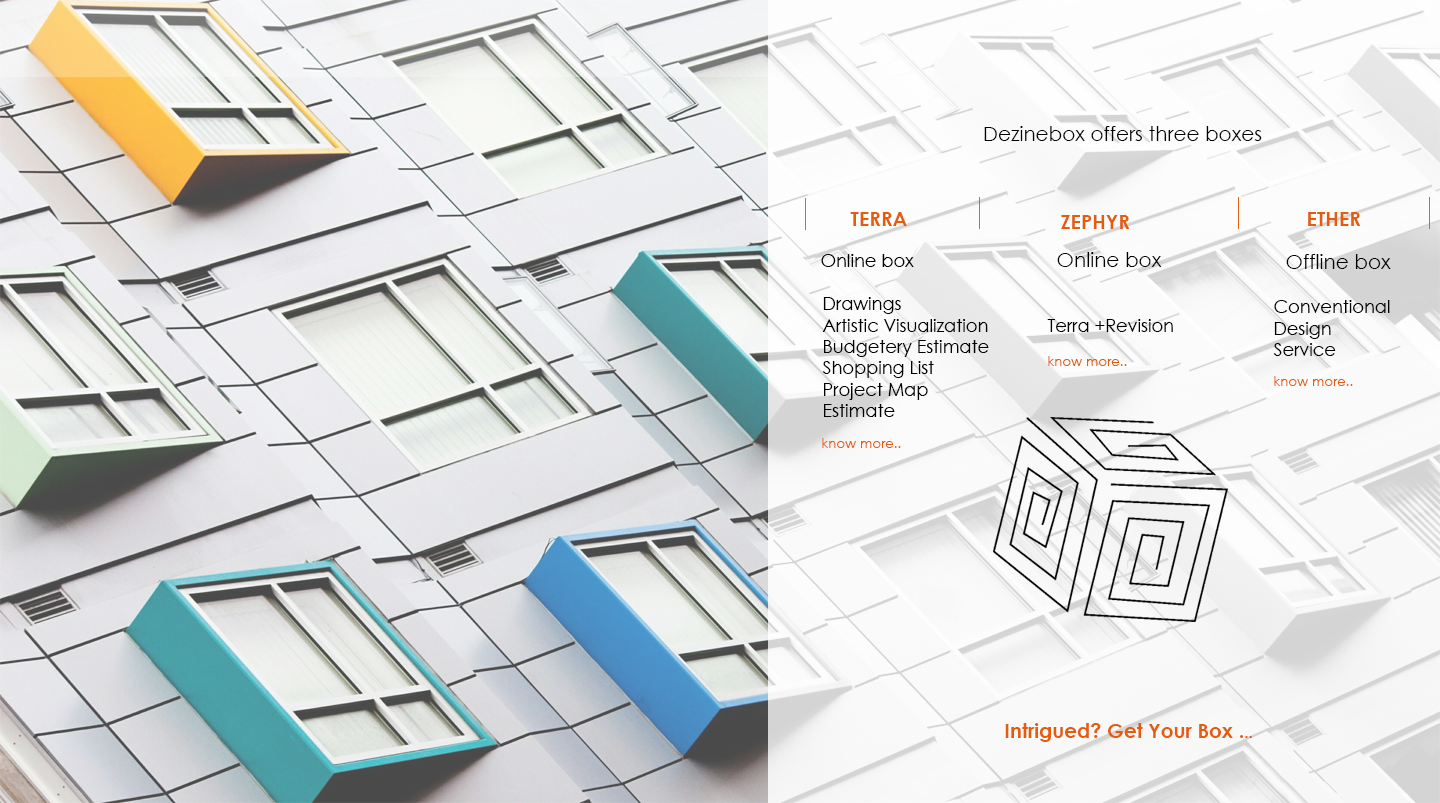 Dezinebox offers three boxes
TERRA
Online box
Drawings
Artistic Visualization
Budgetery Estimate
Shopping List
Project Map
Estimate
know more..
ZEPHYR
Online box
Terra +Revision
know more..
ETHER
Offline box
Conventional
Design
Service
know more..
Intrigued? Get Your Box ...